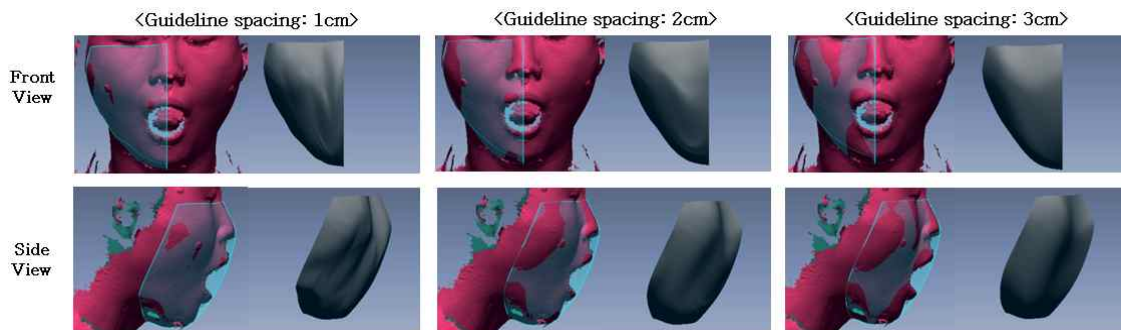 <Guideline spacing: 1cm>
<Guideline spacing: 2cm>
<Guideline spacing: 3cm>
Front
View
Side
View